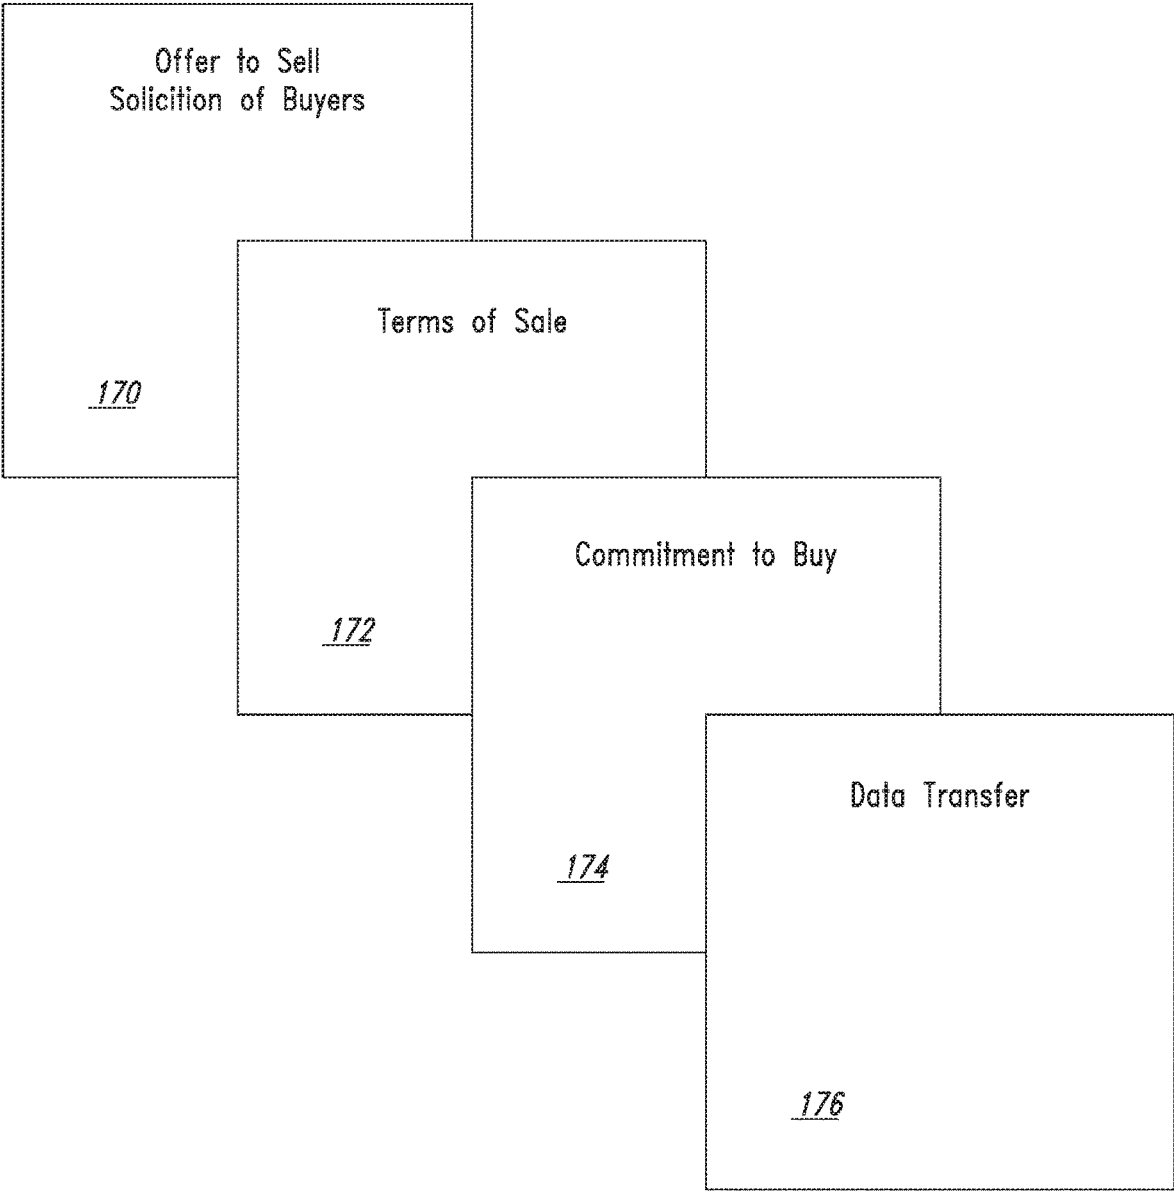 Offer to Sell
Solicition of Buyers
170
Terms of Sale
172
Commitment to Buy
174
Data Transfer
176